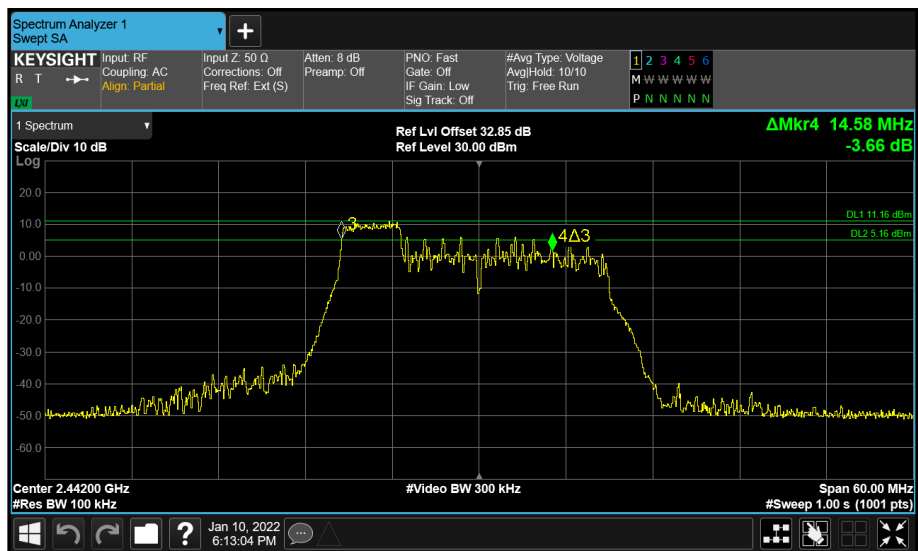 Spectrum Analyzer 1
Swept SA
KEYSIGHT
R T
LXI
Input: RF
Coupling: AC
Align: Partial
Input Z: 50 Ω
Corrections: Off
Freq Ref: Ext (S)
Atten: 8 dB
Preamp: Off
PNO: Fast
Gate: Off
IF Gain: Low
Sig Track: Off
#Avg Type: Voltage
Avg|Hold: 10/10
Trig: Free Run
1 2 3 4 5 6
M W W W W W
P N N N N N
1 Spectrum
Scale/Div 10 dB
Log
Ref Lvl Offset 32.85 dB
Ref Level 30.00 dBm
ΔMkr4 14.58 MHz
-3.66 dB
20.0
10.0
0.00
-10.0
-20.0
-30.0
-40.0
-50.0
-60.0
3
4Δ3
DL1 11.16 dBm
DL2 5.16 dBm
Center 2.44200 GHz
#Res BW 100 kHz
#Video BW 300 kHz
Span 60.00 MHz
#Sweep 1.00 s (1001 pts)
?
Jan 10, 2022
6:13:04 PM